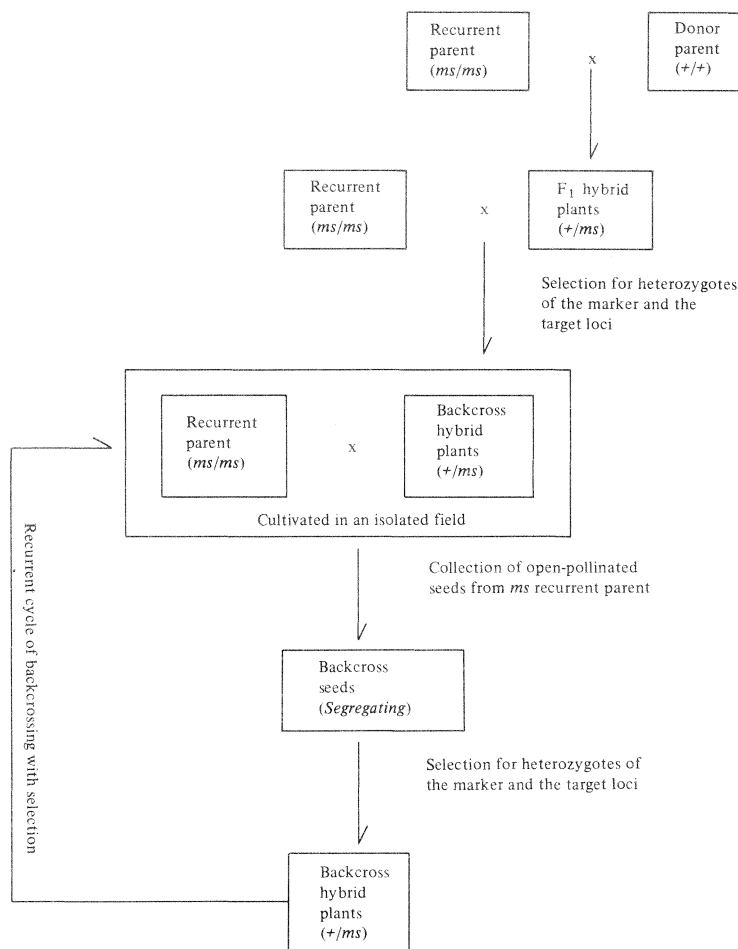 Recurrent
parent
(ms/ms)
x
Donor
parent
(+/+)
Recurrent
parent
(ms/ms)
x
F₁ hybrid
plants
(+/ms)
Selection for heterozygotes
of the marker and the
target loci
Recurrent
parent
(ms/ms)
x
Backcross
hybrid
plants
(+/ms)
Cultivated in an isolated field
Collection of open-pollinated
seeds from ms recurrent parent
Backcross
seeds
(Segregating)
Selection for heterozygotes of
the marker and the target loci
Backcross
hybrid
plants
(+/ms)
Recurrent cycle of backcrossing with selection